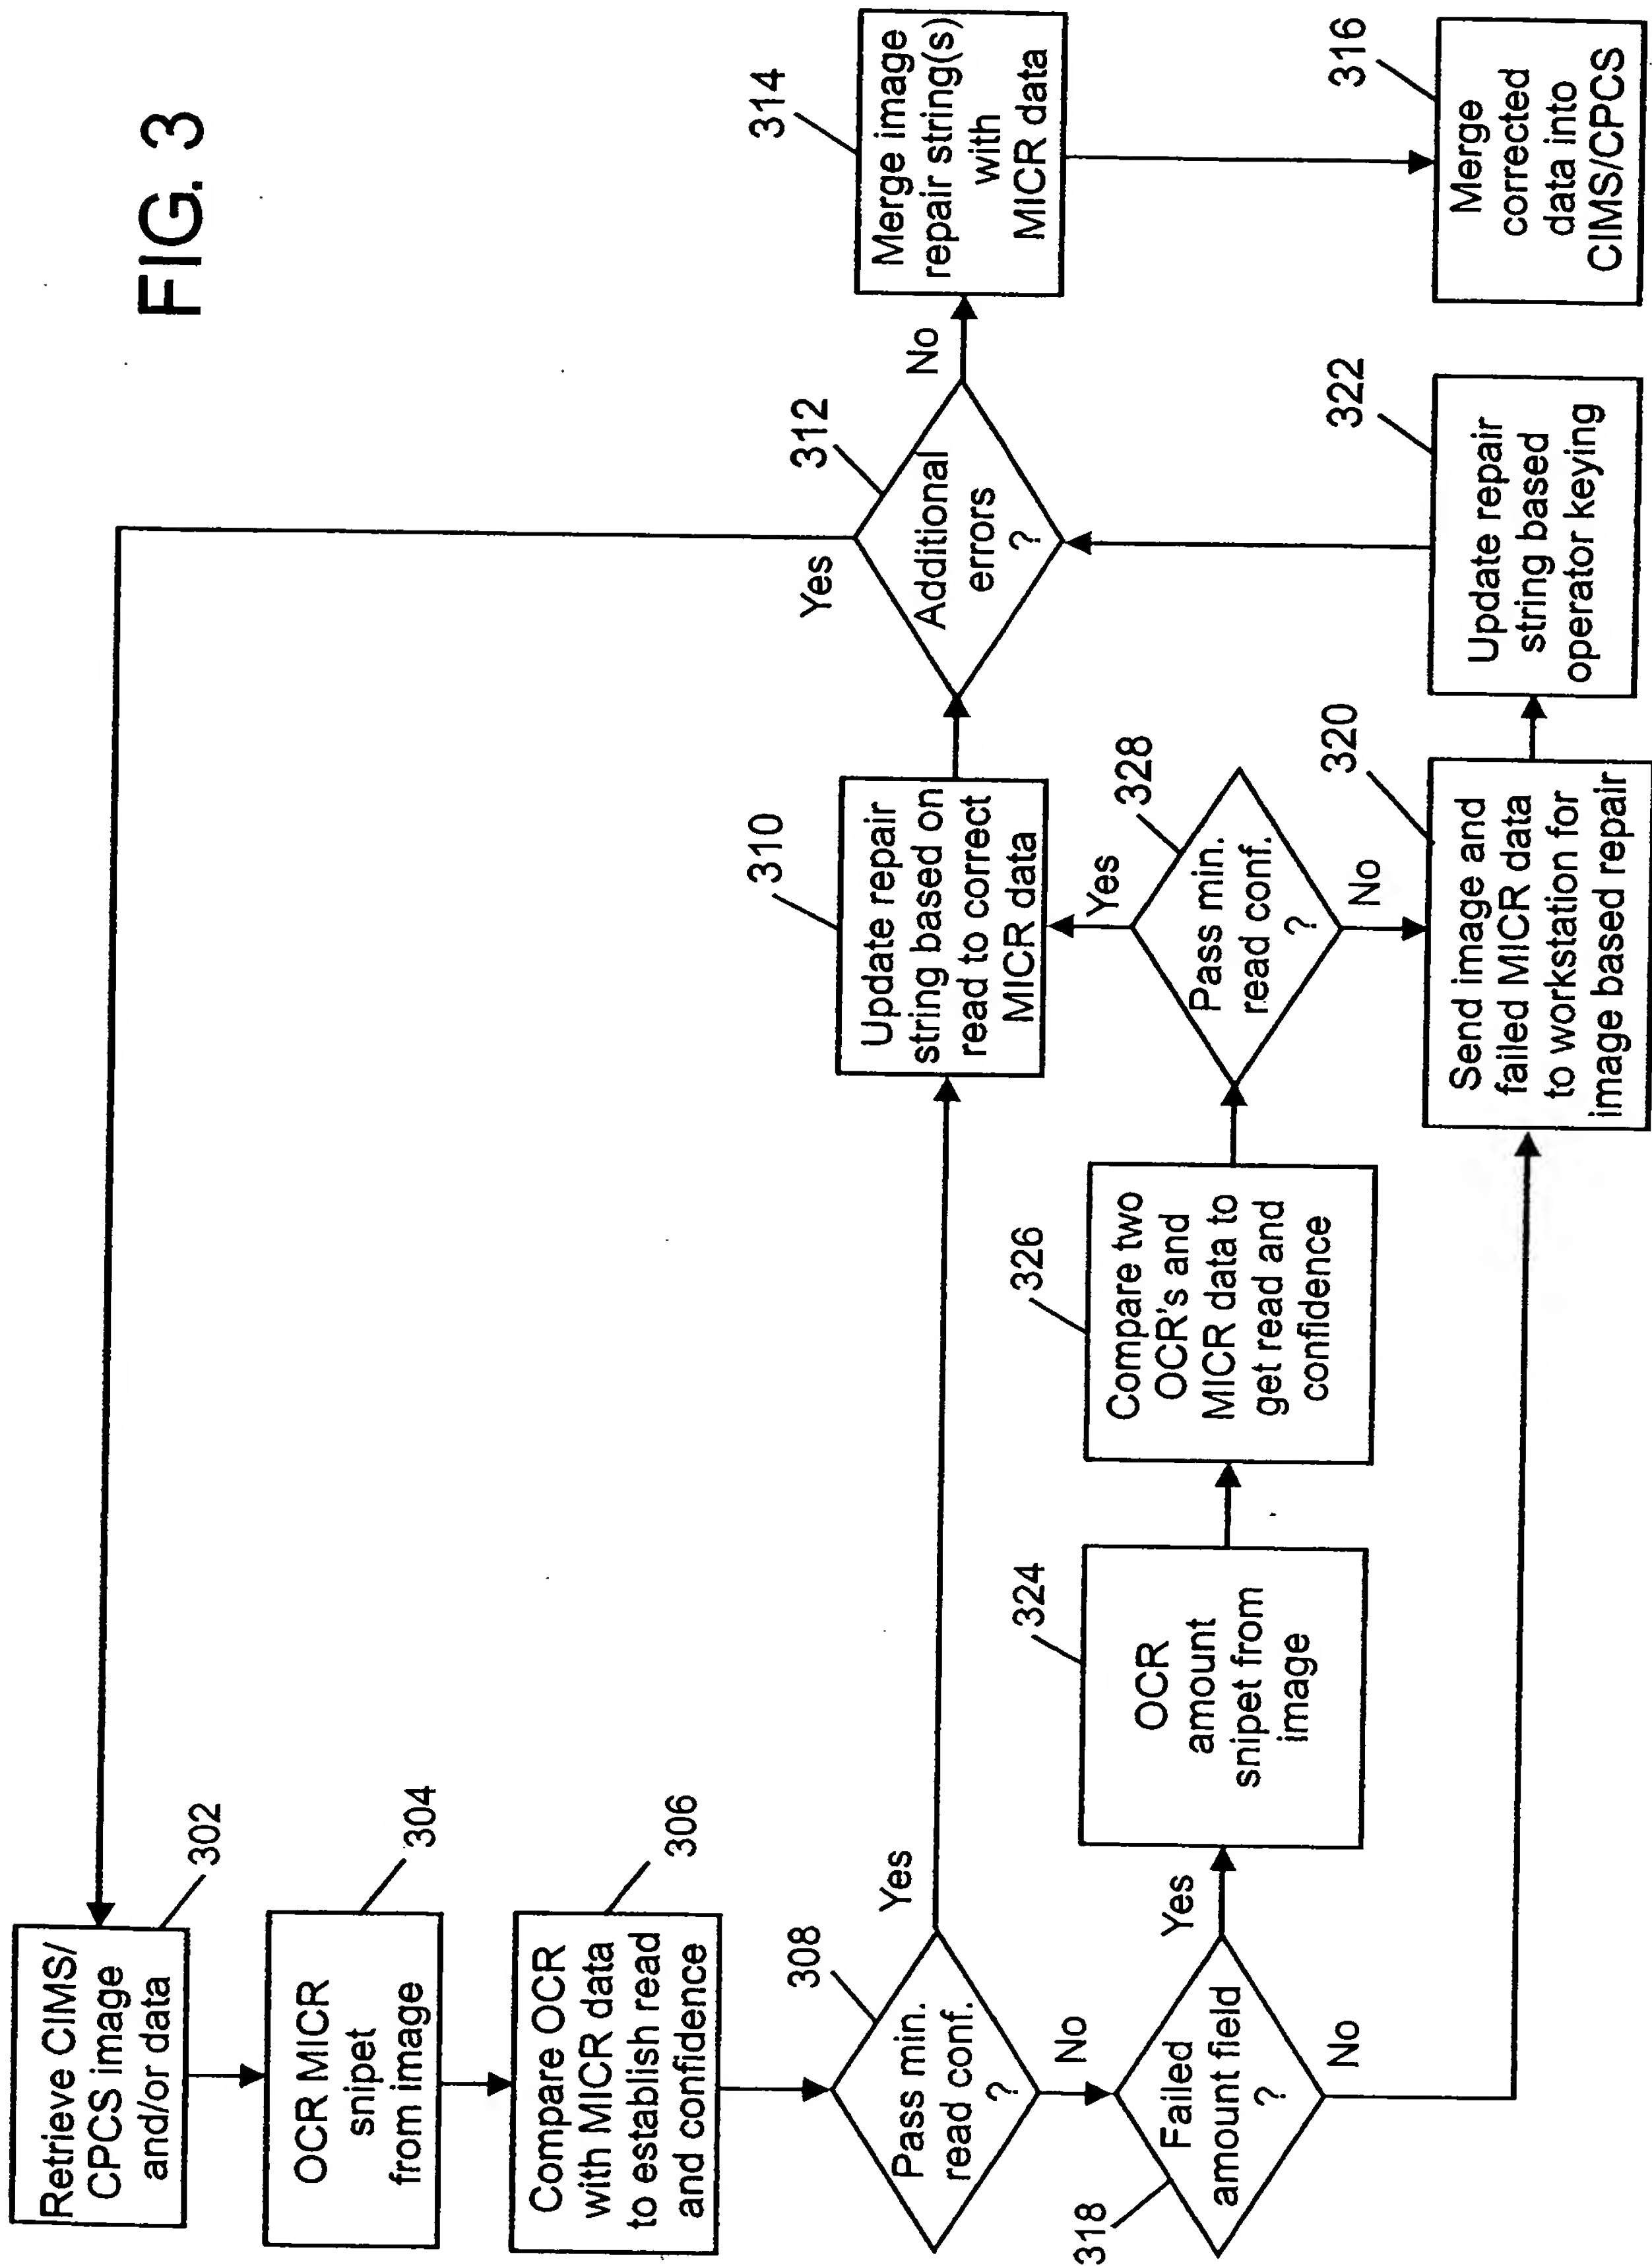 FIG. 3
Retrieve CIMS/
CPCS image
and/or data
302
OCR MICR
snippet
from image
304
Compare OCR
with MICR data
to establish read
and confidence
306
Pass min.
read conf.
?
308
Yes
No
Update repair
string based on
read to correct
MICR data
310
Additional
errors
?
312
Yes
No
Merge image
repair string(s)
with
MICR data
314
Merge
corrected
data into
CIMS/CPCS
316
Failed
amount field
?
318
Yes
No
OCR
amount
snipet from
image
324
Compare two
OCR's and
MICR data to
get read and
confidence
326
Pass min.
read conf.
?
328
Yes
No
Send image and
failed MICR data
to workstation for
image based repair
320
Update repair
string based
operator keying
322